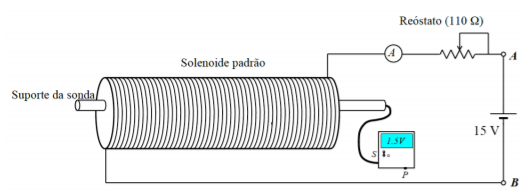 Reóstato (110 Ω)
Solenoide padrão
A
A
Suporte da sonda
1.5V
15 V
S
P
B